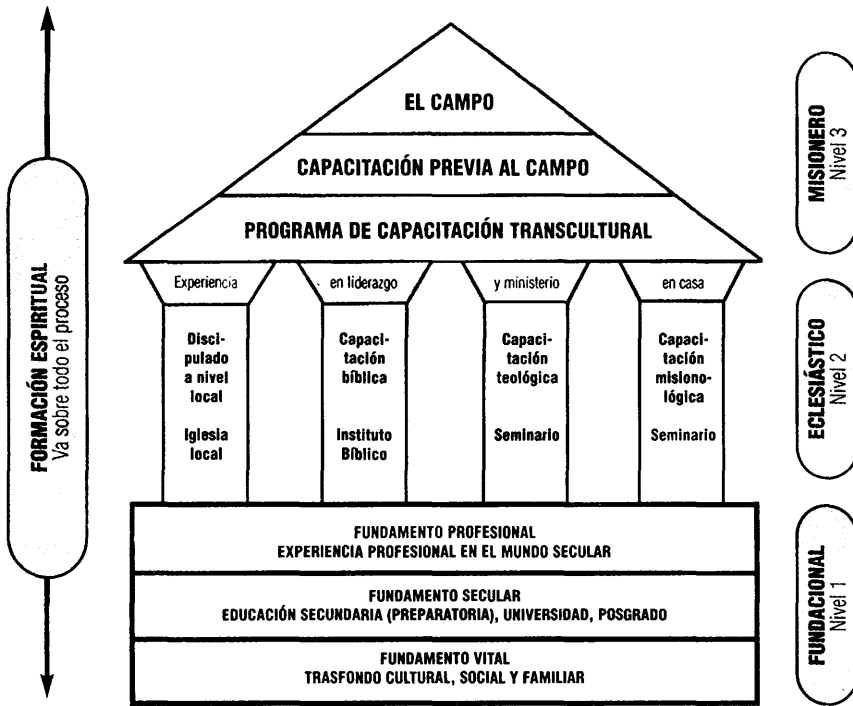 EL CAMPO
CAPACITACIÓN PREVIA AL CAMPO
PROGRAMA DE CAPACITACIÓN TRANSCULTURAL
Experiencia
en liderazgo
y ministerio
en casa
Disci-
pulado
a nivel
local
Iglesia
local
Capaci-
tación
bíblica
Instituto
Bíblico
Capaci-
tación
teológica
Seminario
Capaci-
tación
misiono-
lógica
Seminario
FUNDAMENTO PROFESIONAL
EXPERIENCIA PROFESIONAL EN EL MUNDO SECULAR
FUNDAMENTO SECULAR
EDUCACIÓN SECUNDARIA (PREPARATORIA), UNIVERSIDAD, POSGRADO
FUNDAMENTO VITAL
TRASFONDO CULTURAL, SOCIAL Y FAMILIAR
FORMACIÓN ESPIRITUAL
Va sobre todo el proceso
MISIONERO
Nivel 3
ECLESIÁSTICO
Nivel 2
FUNDACIONAL
Nivel 1